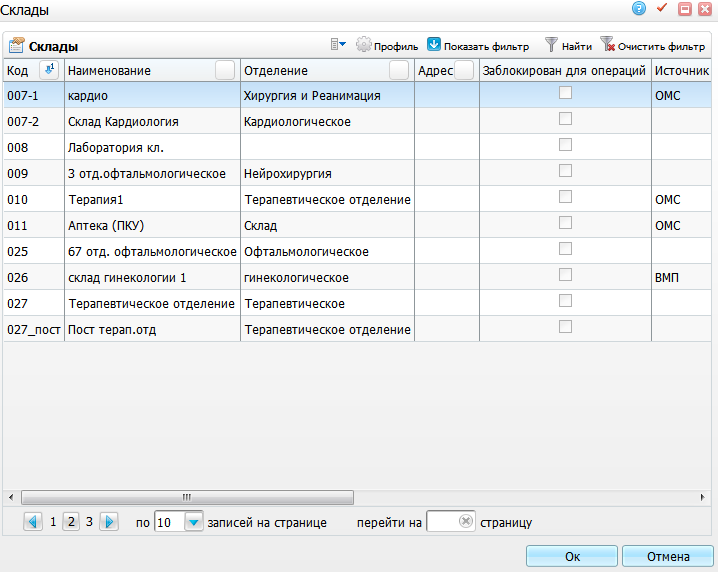 Склады
Склады Профиль Показать фильтр Найти Очистить фильтр
Код Наименование Отделение Адрес Заблокирован для операций Источник
007-1 кардио Хирургия и Реанимация ОМС
007-2 Склад Кардиология Кардиологическое
008 Лаборатория кл.
009 3 отд.офтальмологическое Нейрохирургия
010 Терапия1 Терапевтическое отделение ОМС
011 Аптека (ПКУ) Склад ОМС
025 67 отд. офтальмологическое Офтальмологическое
026 склад гинекологии 1 гинекологическое ВМП
027 Терапевтическое отделение Терапевтическое
027_пост Пост терап.отд Терапевтическое отделение
1 2 3 по 10 записей на странице перейти на страницу
Ок Отмена